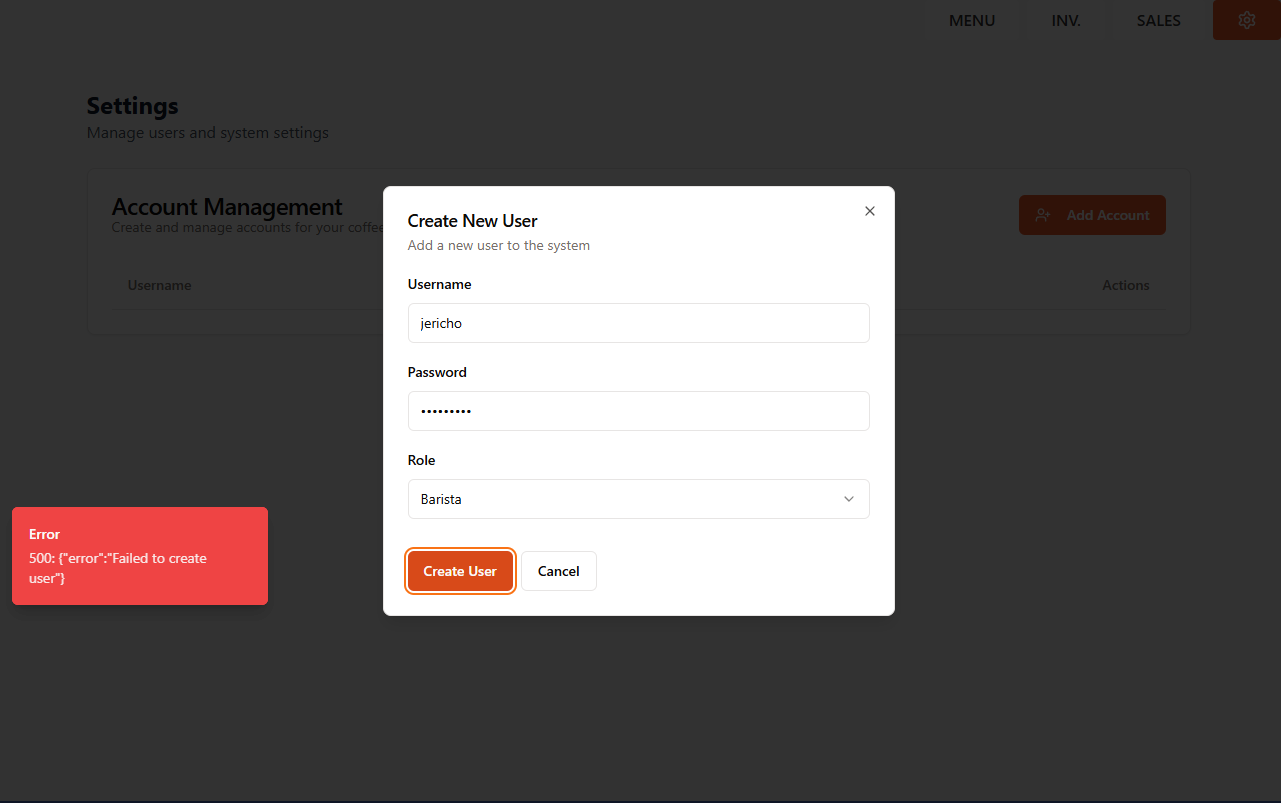 MENU
INV.
SALES
Settings
Manage users and system settings
Account Management
Create and manage accounts for your coffee
Add Account
Username
Actions
Create New User
Add a new user to the system
Username
jericho
Password
•••••••••
Role
Barista
Create User
Cancel
Error
500: {"error":"Failed to create
user"}